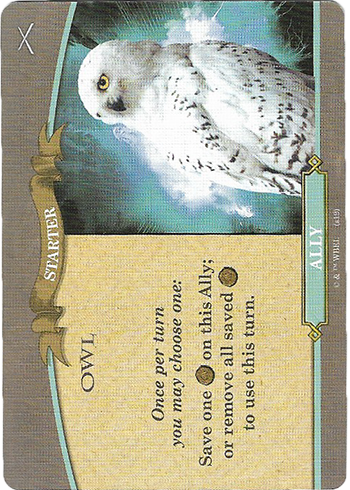 STARTER
OWL
Once per turn
you may choose one:
Save one on this Ally;
or remove all saved
to use this turn.
ALLY